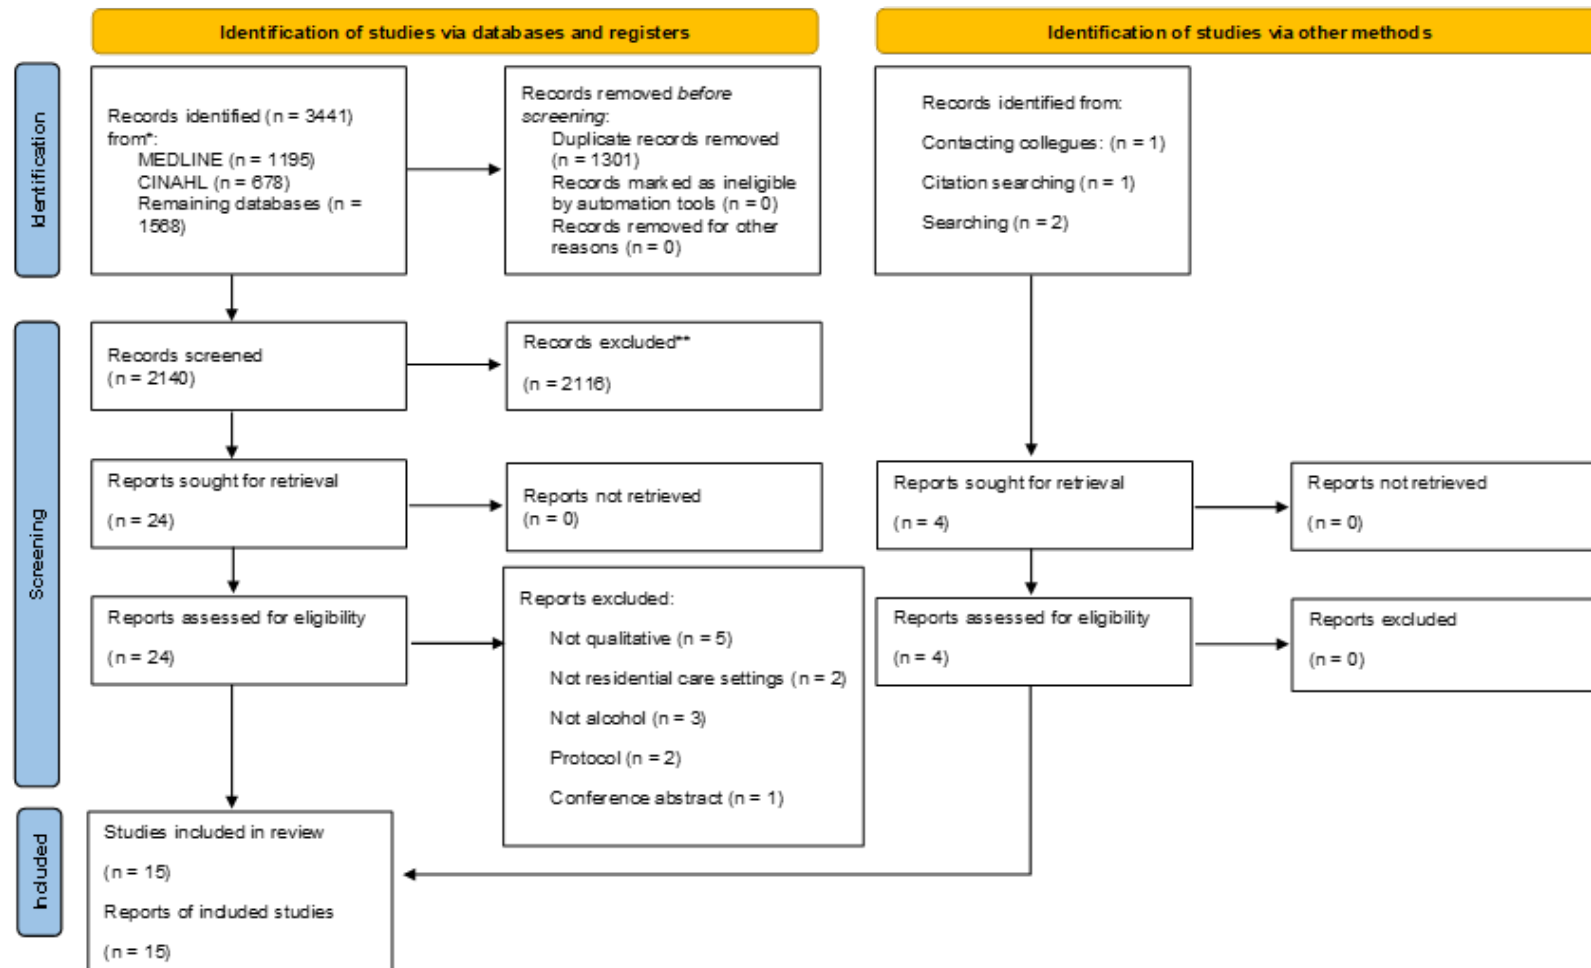 Identification of studies via databases and registers
Identification of studies via other methods
Identification
Records identified (n = 3441)
from*:
MEDLINE (n = 1195)
CINAHL (n = 678)
Remaining databases (n =
1568)
Records removed before
screening:
Duplicate records removed
(n = 1301)
Records marked as ineligible
by automation tools (n = 0)
Records removed for other
reasons (n = 0)
Records identified from:
Contacting collegues: (n = 1)
Citation searching (n = 1)
Searching (n = 2)
Screening
Records screened
(n = 2140)
Records excluded**
(n = 2116)
Reports sought for retrieval
(n = 24)
Reports not retrieved
(n = 0)
Reports sought for retrieval
(n = 4)
Reports not retrieved
(n = 0)
Reports assessed for eligibility
(n = 24)
Reports excluded:
Not qualitative (n = 5)
Not residential care settings (n = 2)
Not alcohol (n = 3)
Protocol (n = 2)
Conference abstract (n = 1)
Reports assessed for eligibility
(n = 4)
Reports excluded
(n = 0)
Included
Studies included in review
(n = 15)
Reports of included studies
(n = 15)